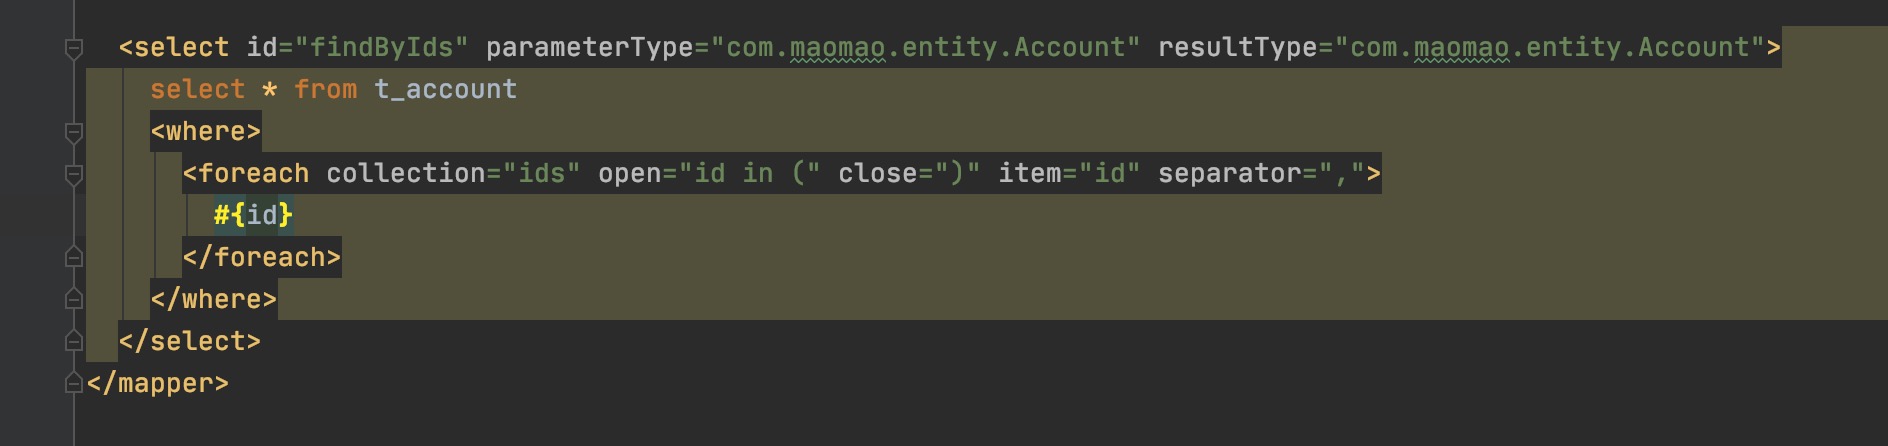 <select id="findByIds" parameterType="com.maomao.entity.Account" resultType="com.maomao.entity.Account">
select * from t_account
<where>
<foreach collection="ids" open="id in (" close=")" item="id" separator=",">
#{id}
</foreach>
</where>
</select>
</mapper>